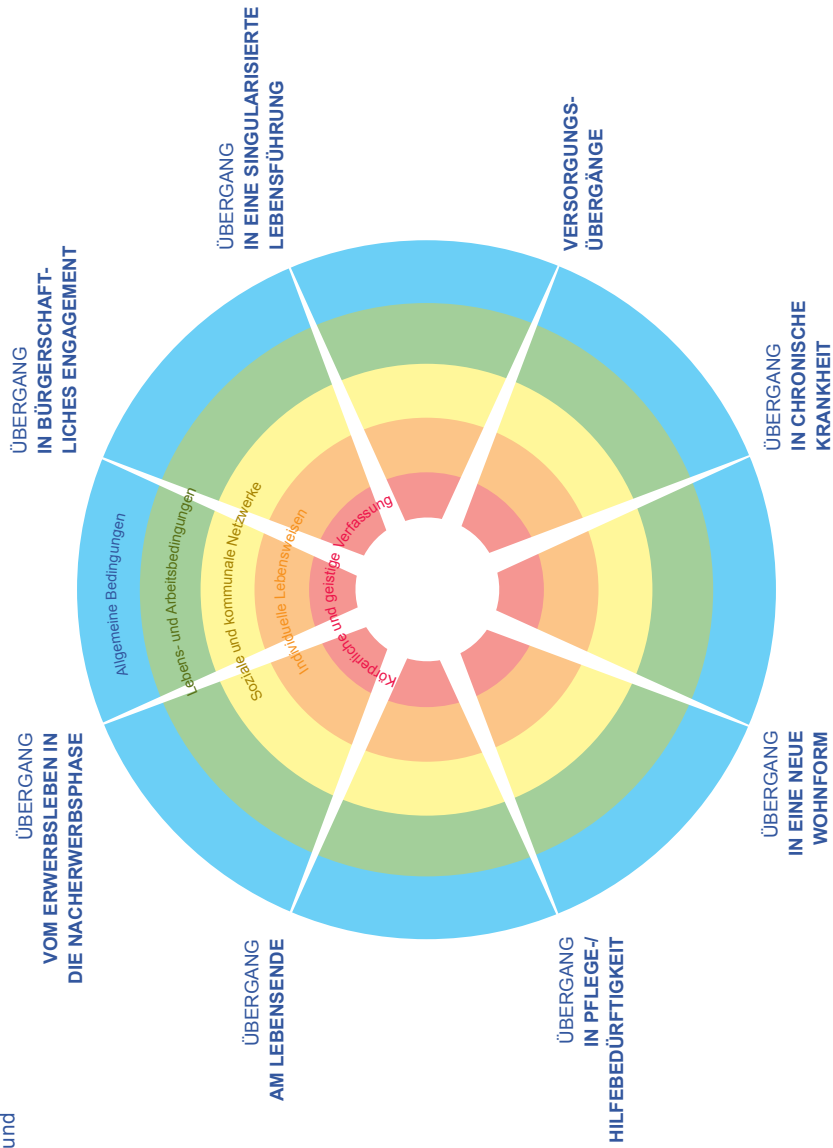 und
ÜBERGANG
VOM ERWERBSLEBEN IN
DIE NACHERWERBSPHASE
ÜBERGANG
IN BÜRGERSCHAFT-
LICHES ENGAGEMENT
ÜBERGANG
IN EINE SINGULARISIERTE
LEBENSFÜHRUNG
VERSORGUNGS-
ÜBERGÄNGE
ÜBERGANG
IN CHRONISCHE
KRANKHEIT
ÜBERGANG
IN EINE NEUE
WOHNFORM
ÜBERGANG
IN PFLEGE-/
HILFEBEDÜRFTIGKEIT
ÜBERGANG
AM LEBENSENDE
Allgemeine Bedingungen
Lebens- und Arbeitsbedingungen
Soziale und kommunale Netzwerke
Individuelle Lebensweisen
Körperliche und geistige Verfassung